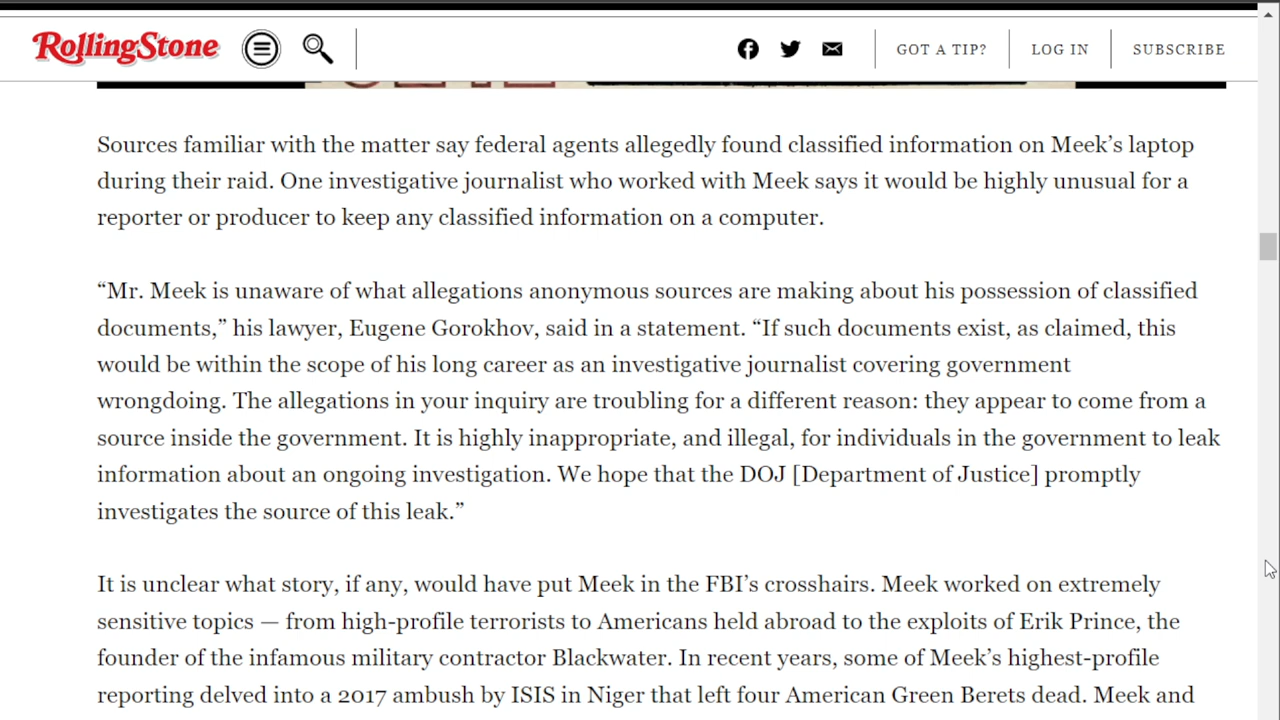 RollingStone
GOT A TIP?
LOG IN
SUBSCRIBE
Sources familiar with the matter say federal agents allegedly found classified information on Meek’s laptop
during their raid. One investigative journalist who worked with Meek says it would be highly unusual for a
reporter or producer to keep any classified information on a computer.
“Mr. Meek is unaware of what allegations anonymous sources are making about his possession of classified
documents,” his lawyer, Eugene Gorokhov, said in a statement. “If such documents exist, as claimed, this
would be within the scope of his long career as an investigative journalist covering government
wrongdoing. The allegations in your inquiry are troubling for a different reason: they appear to come from a
source inside the government. It is highly inappropriate, and illegal, for individuals in the government to leak
information about an ongoing investigation. We hope that the DOJ [Department of Justice] promptly
investigates the source of this leak.”
It is unclear what story, if any, would have put Meek in the FBI’s crosshairs. Meek worked on extremely
sensitive topics — from high-profile terrorists to Americans held abroad to the exploits of Erik Prince, the
founder of the infamous military contractor Blackwater. In recent years, some of Meek’s highest-profile
reporting delved into a 2017 ambush by ISIS in Niger that left four American Green Berets dead. Meek and